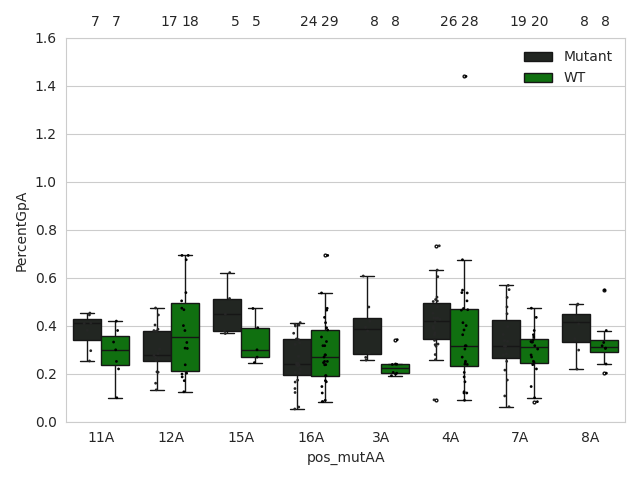 7 7 17 18 5 5 24 29 8 8 26 28 19 20 8 8
1.6
Mutant
WT
1.4
1.2
1.0
0.8
0.6
0.4
0.2
0.0
PercentGpA
11A 12A 15A 16A 3A 4A 7A 8A
pos_mutAA